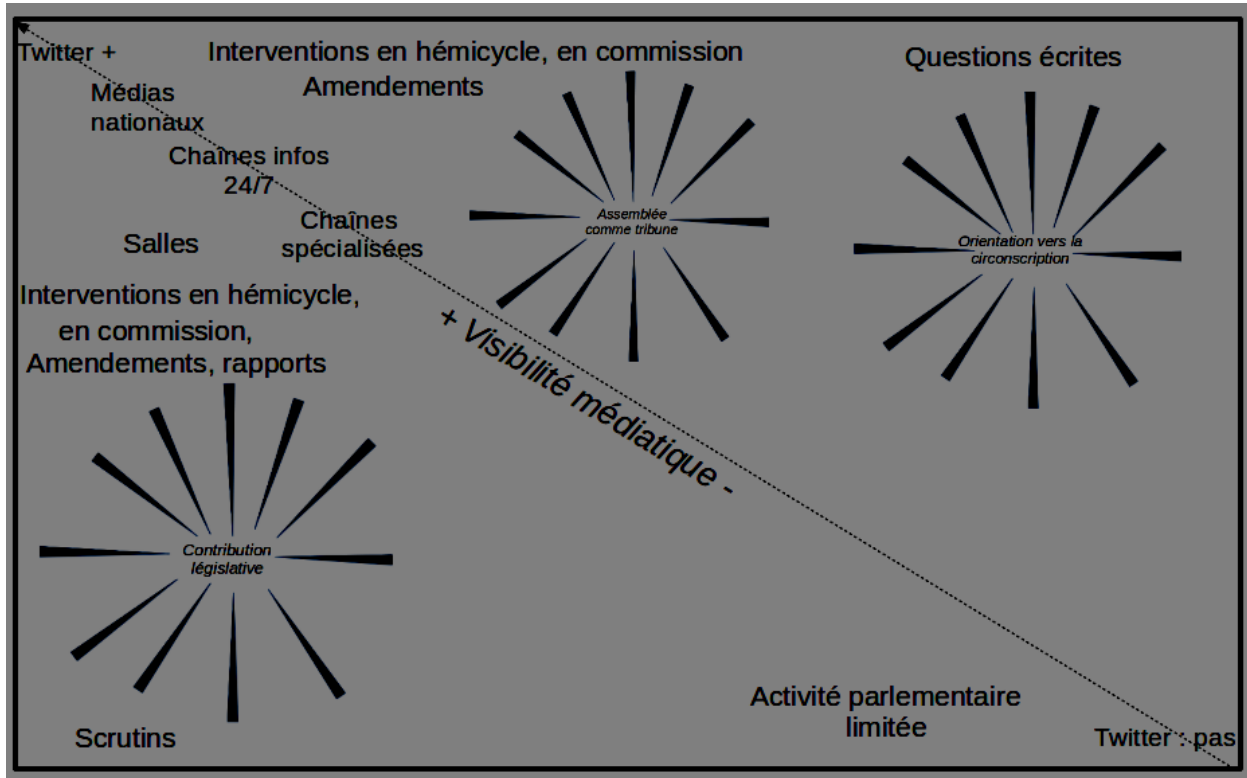 Twitter +
Interventions en hémicycle, en commission
Amendements
Questions écrites
Médias
nationaux
Chaînes infos
24/7
Chaînes
spécialisées
Salles
Assemblée
comme tribune
Orientation vers la
circonscription
Interventions en hémicycle,
en commission,
Amendements, rapports
+ Visibilité médiatique -
Contribution
législative
Scrutins
Activité parlementaire
limitée
Twitter : pas